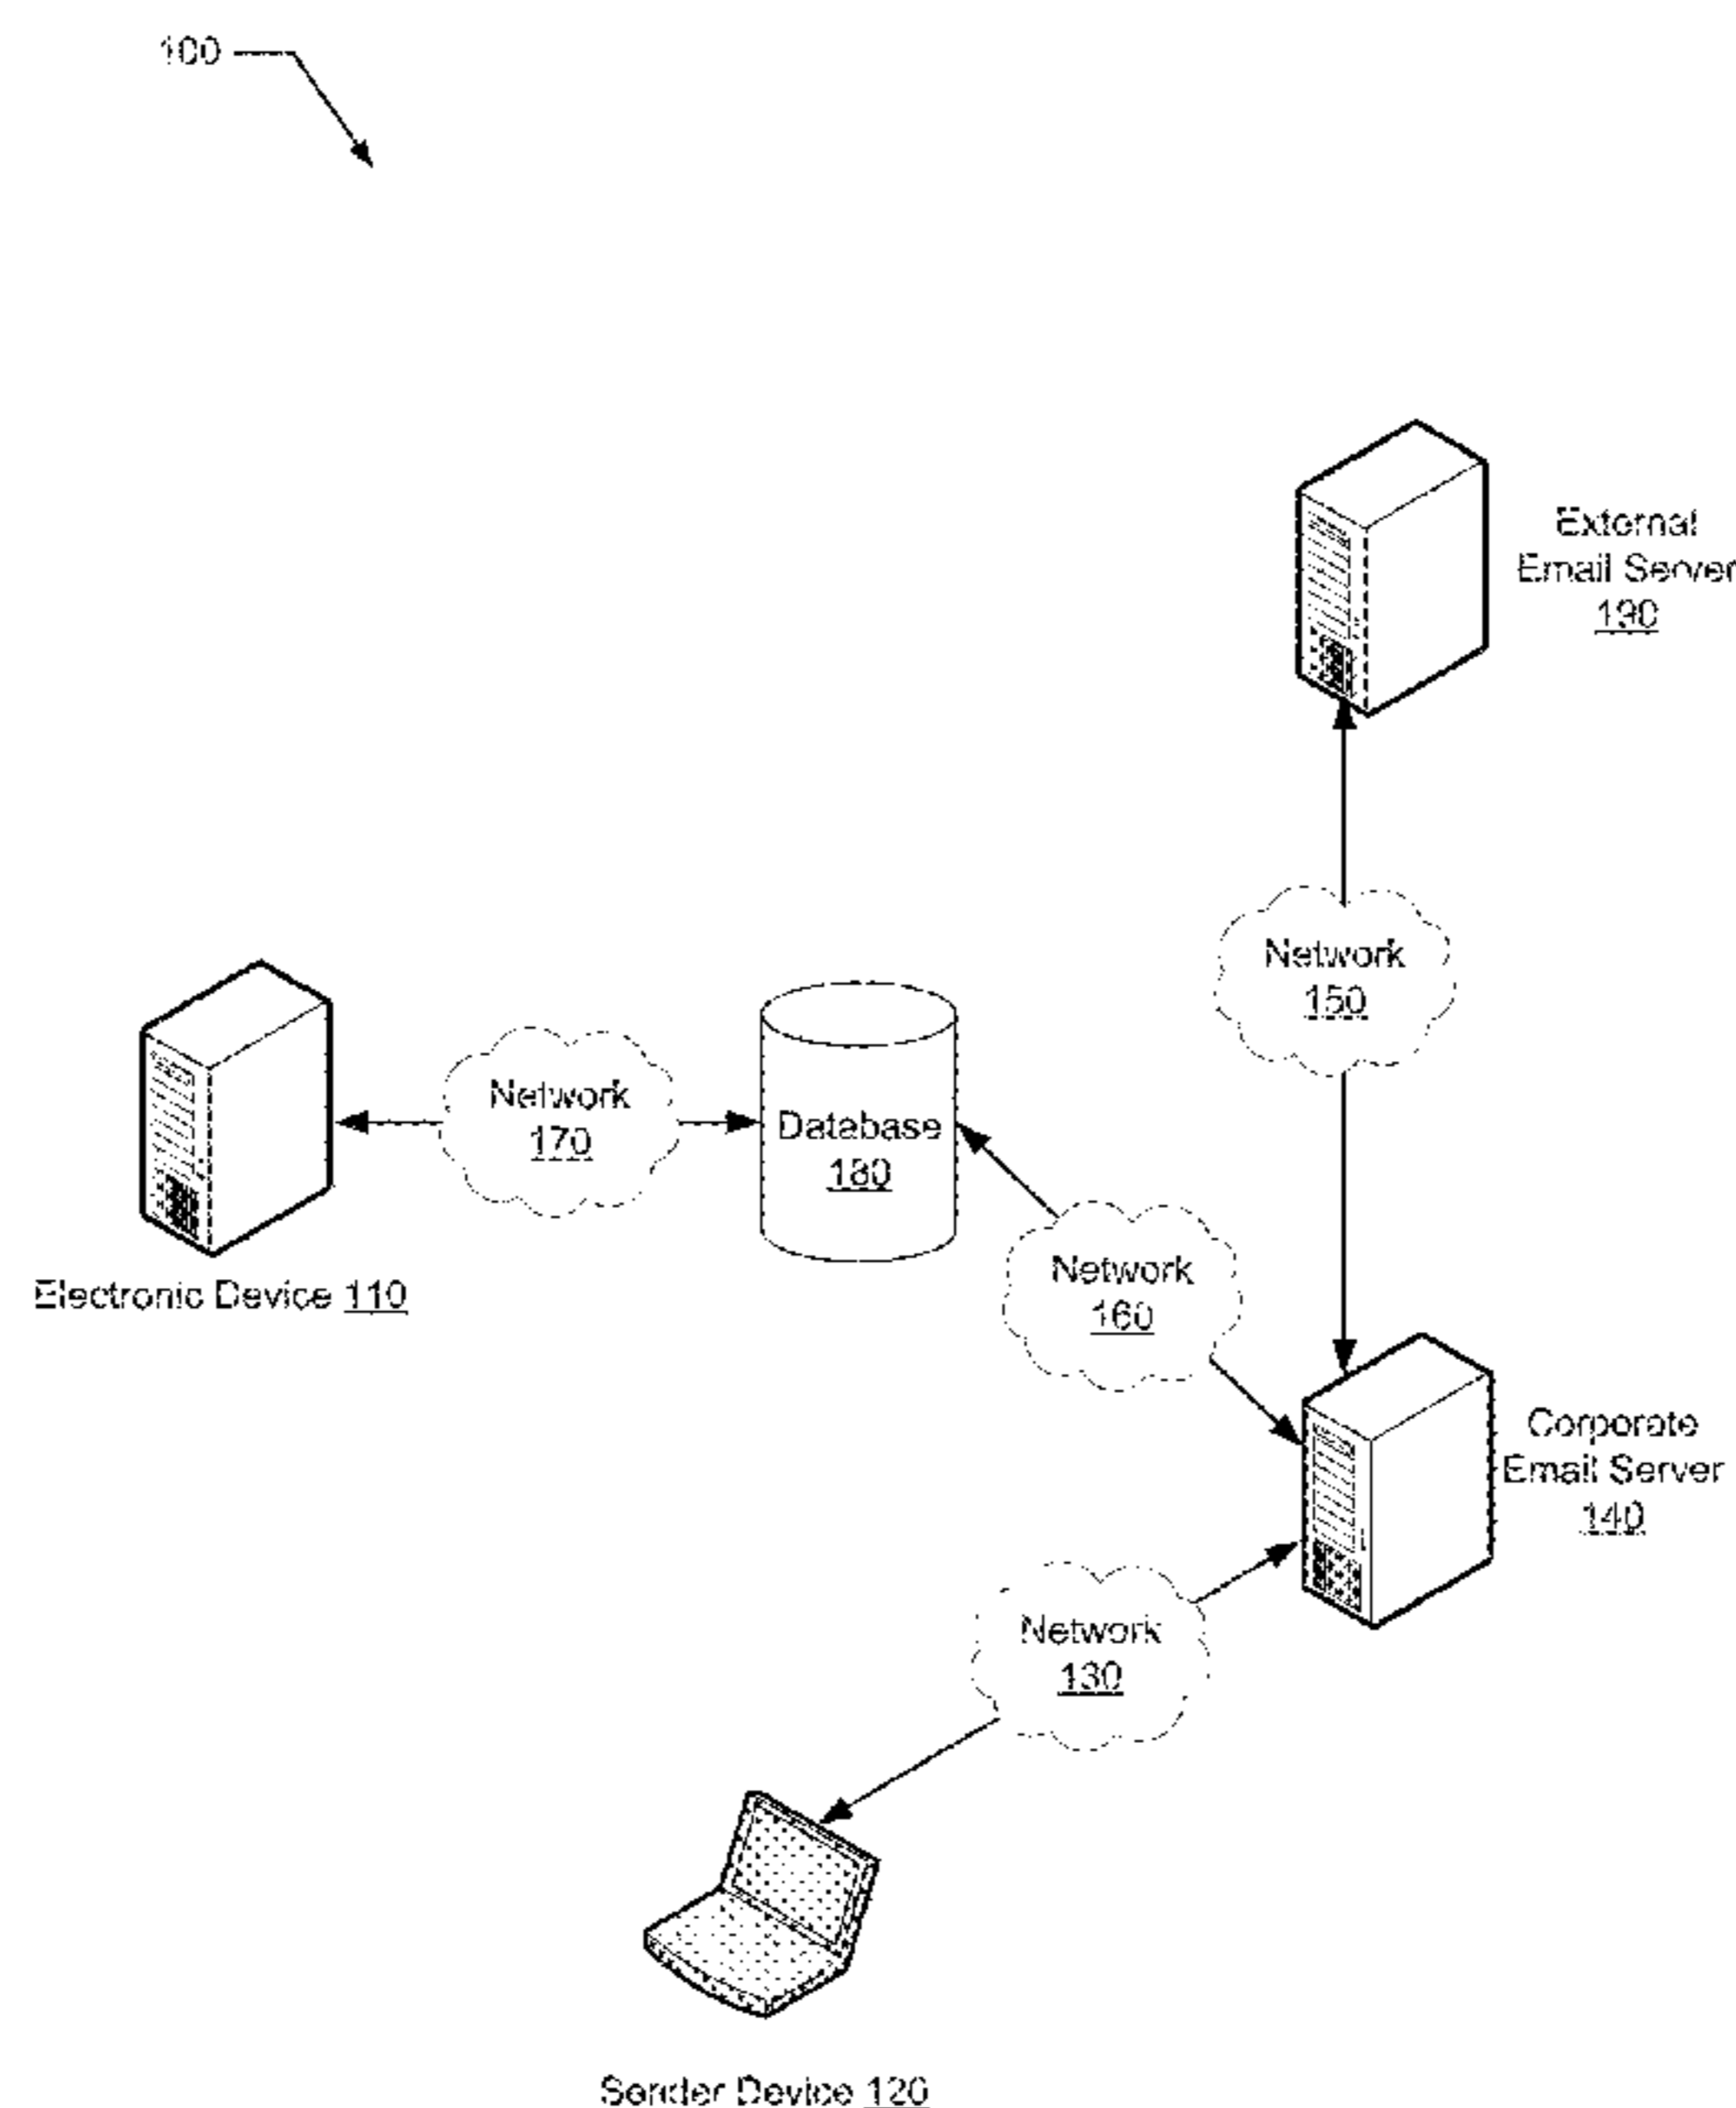 100
External
Email Server
190
Network
150
Network
170
Database
180
Electronic Device 110
Network
160
Corporate
Email Server
140
Network
130
Sender Device 120